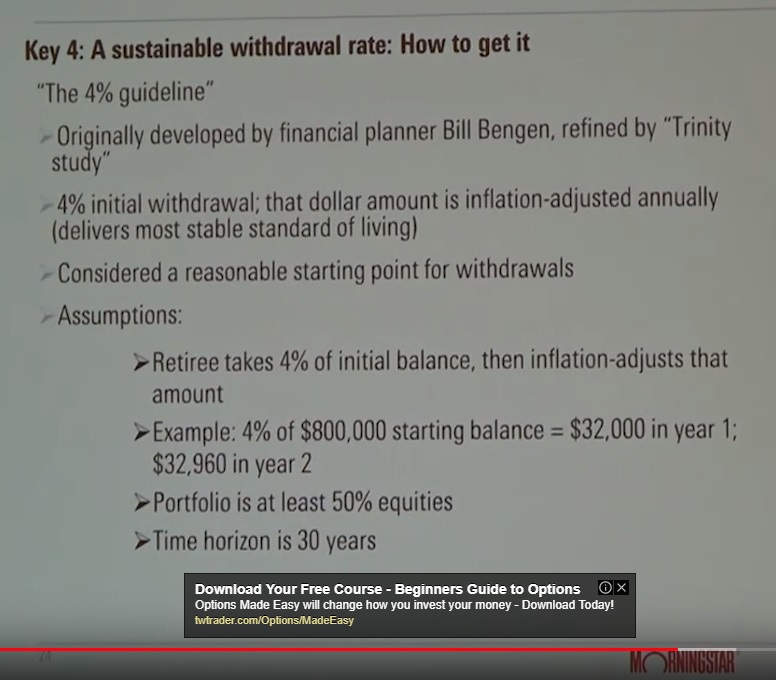 Key 4: A sustainable withdrawal rate: How to get it
"The 4% guideline"
Originally developed by financial planner Bill Bengen, refined by "Trinity
study"
4% initial withdrawal; that dollar amount is inflation-adjusted annually
(delivers most stable standard of living)
Considered a reasonable starting point for withdrawals
Assumptions:
Retiree takes 4% of initial balance, then inflation-adjusts that
amount
Example: 4% of $800,000 starting balance = $32,000 in year 1;
$32,960 in year 2
Portfolio is at least 50% equities
Time horizon is 30 years
Download Your Free Course - Beginners Guide to Options
Options Made Easy will change how you invest your money - Download Today!
twtrader.com/Options/MadeEasy
24
MORNINGSTAR